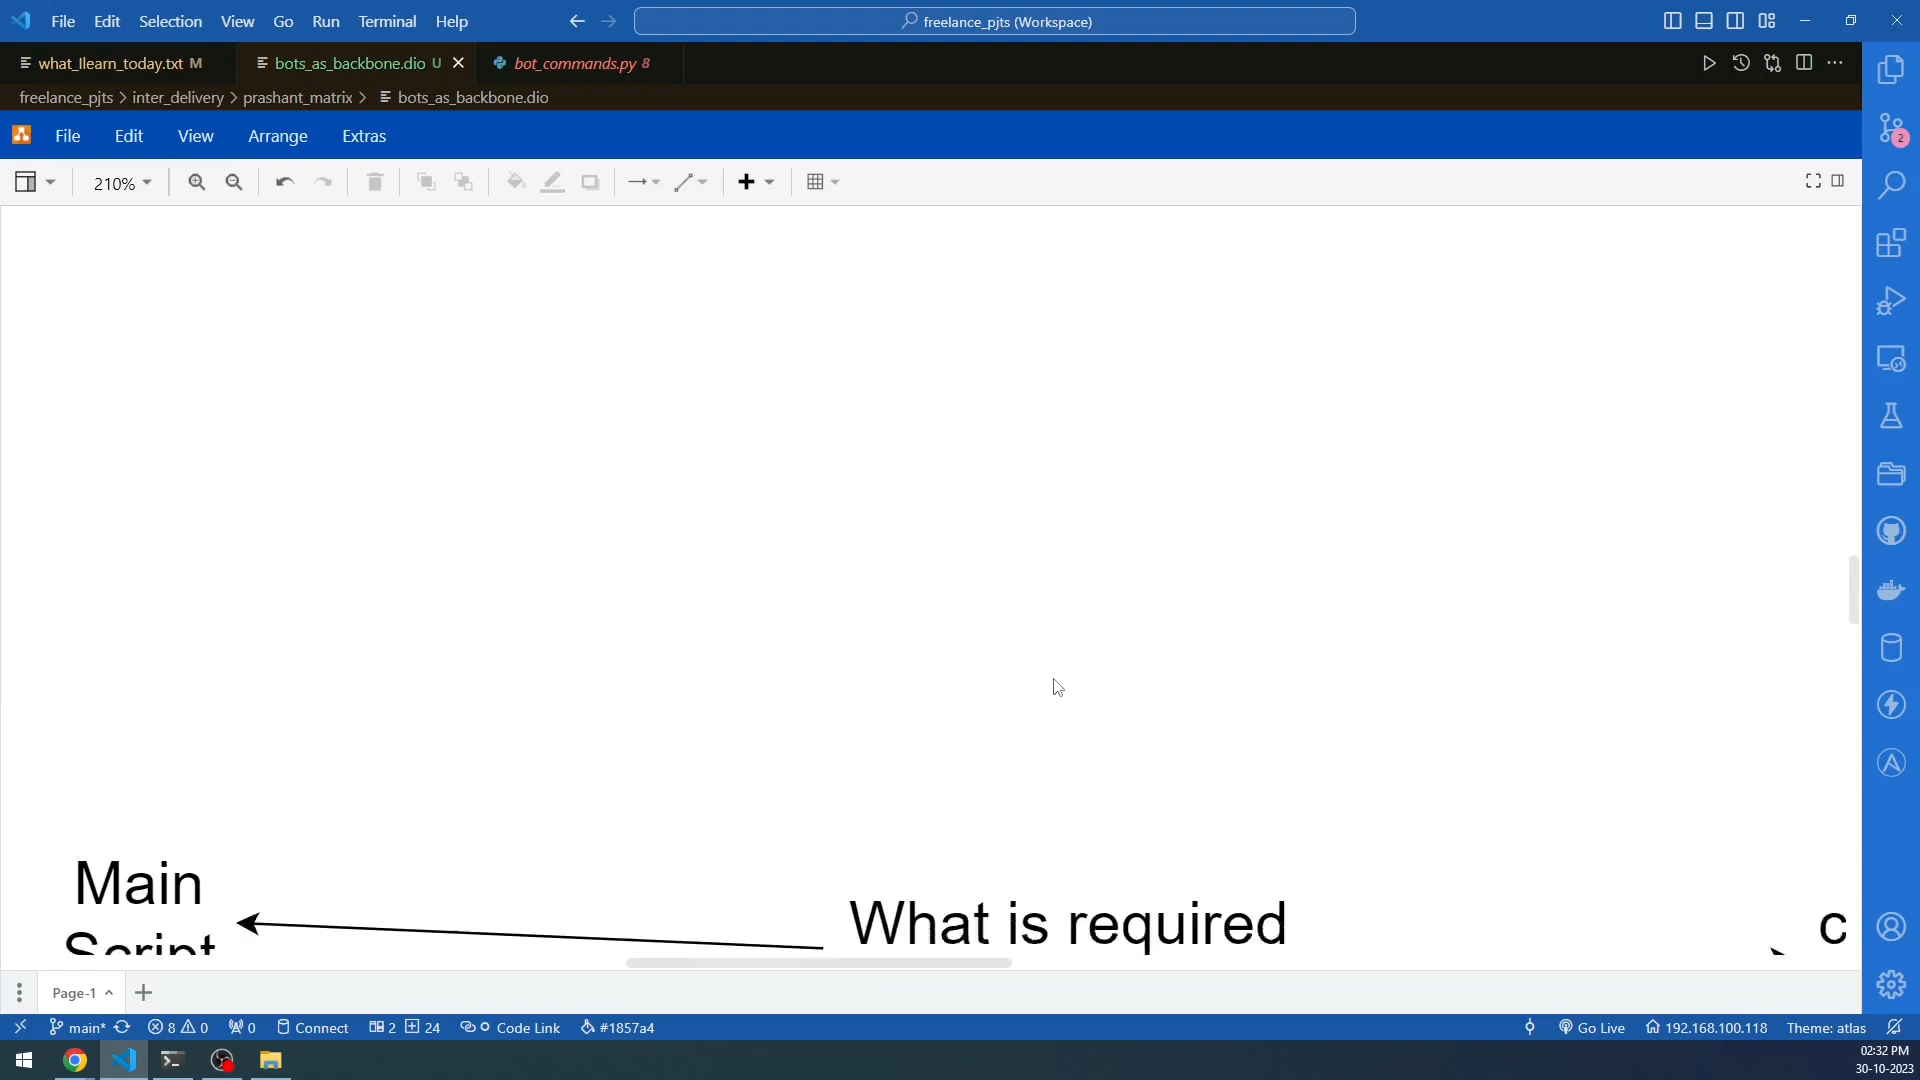 File Edit Selection View Go Run Terminal Help
freelance_pjts (Workspace)
what_Ilearn_today.txt M
bots_as_backbone.dio U
bot_commands.py 8
freelance_pjts > inter_delivery > prashant_matrix > bots_as_backbone.dio
File Edit View Arrange Extras
210%
2
Main
Script
What is required
c
Page-1
main* 8 0 0 Connect 2 24 Code Link #1857a4
Go Live 192.168.100.118 Theme: atlas
02:32 PM
30-10-2023